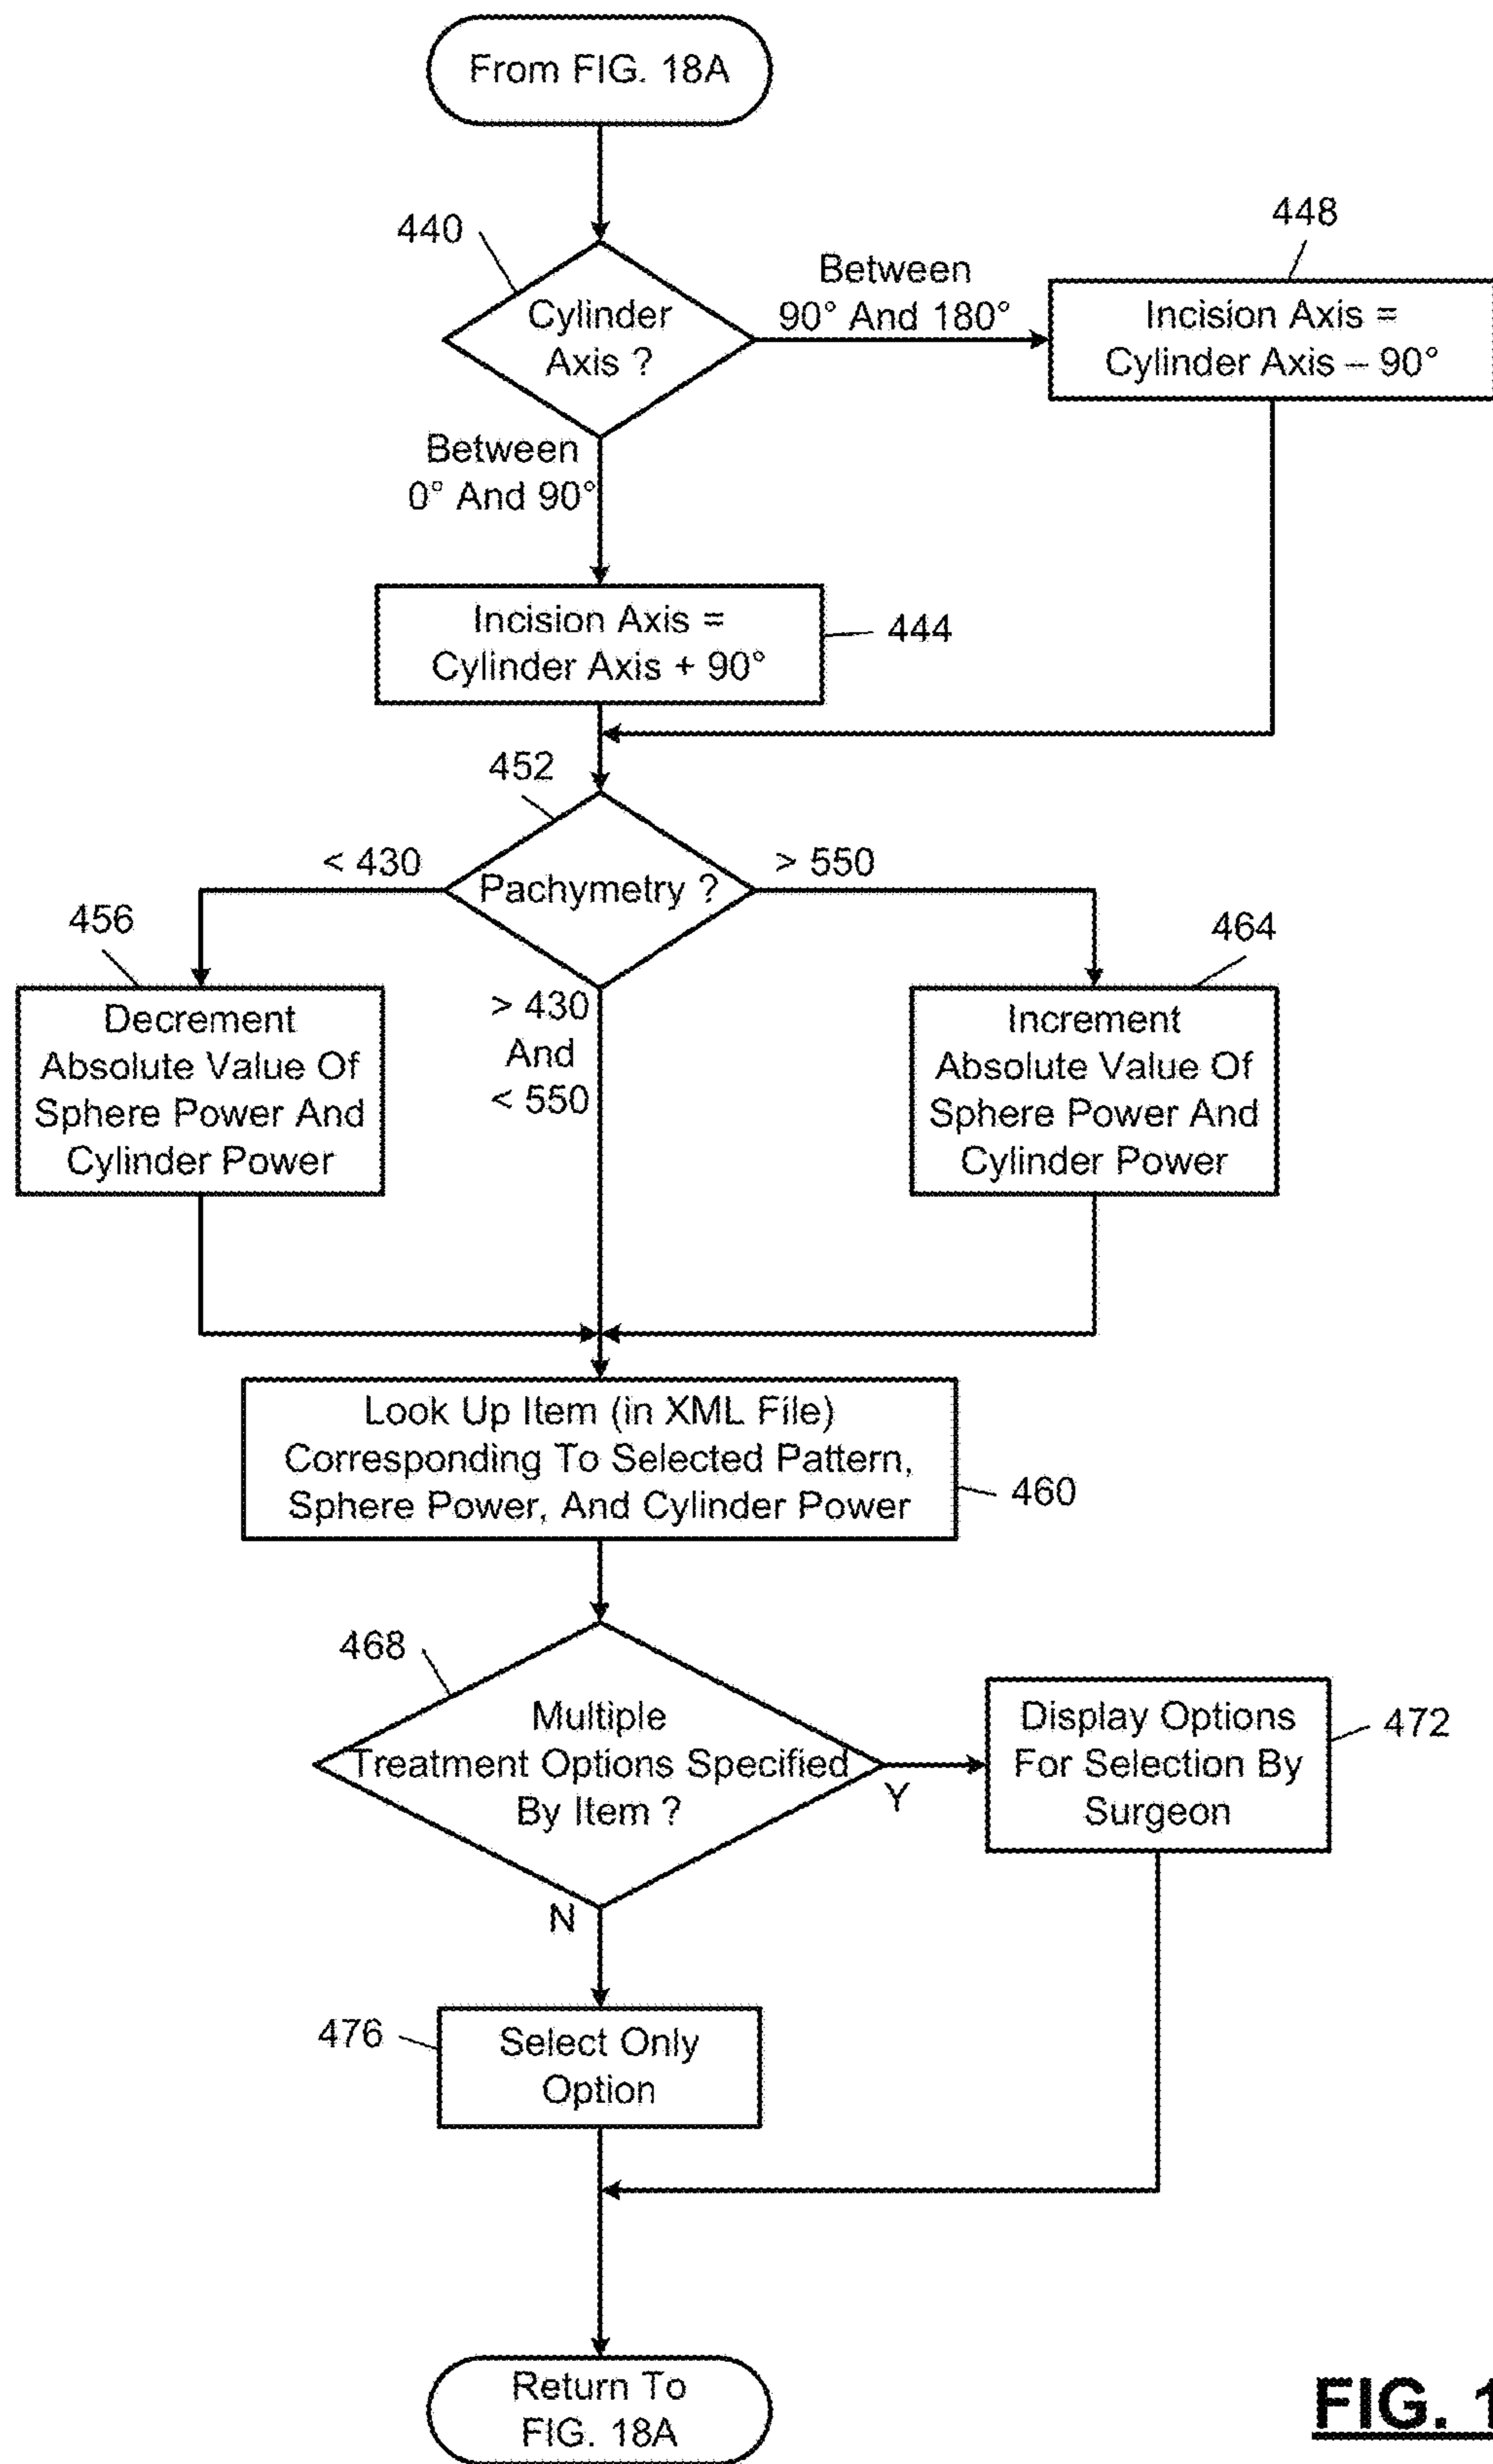 From FIG. 18A
440
448
Cylinder
Axis ?
Between
90° And 180°
Incision Axis =
Cylinder Axis – 90°
Between
0° And 90°
Incision Axis =
Cylinder Axis + 90°
444
452
< 430
Pachymetry ?
> 550
456
464
Decrement
Absolute Value Of
Sphere Power And
Cylinder Power
> 430
And
< 550
Increment
Absolute Value Of
Sphere Power And
Cylinder Power
Look Up Item (in XML File)
Corresponding To Selected Pattern,
Sphere Power, And Cylinder Power
460
468
Multiple
Treatment Options Specified
By Item ?
Y
Display Options
For Selection By
Surgeon
472
N
476
Select Only
Option
Return To
FIG. 18A
FIG. 1